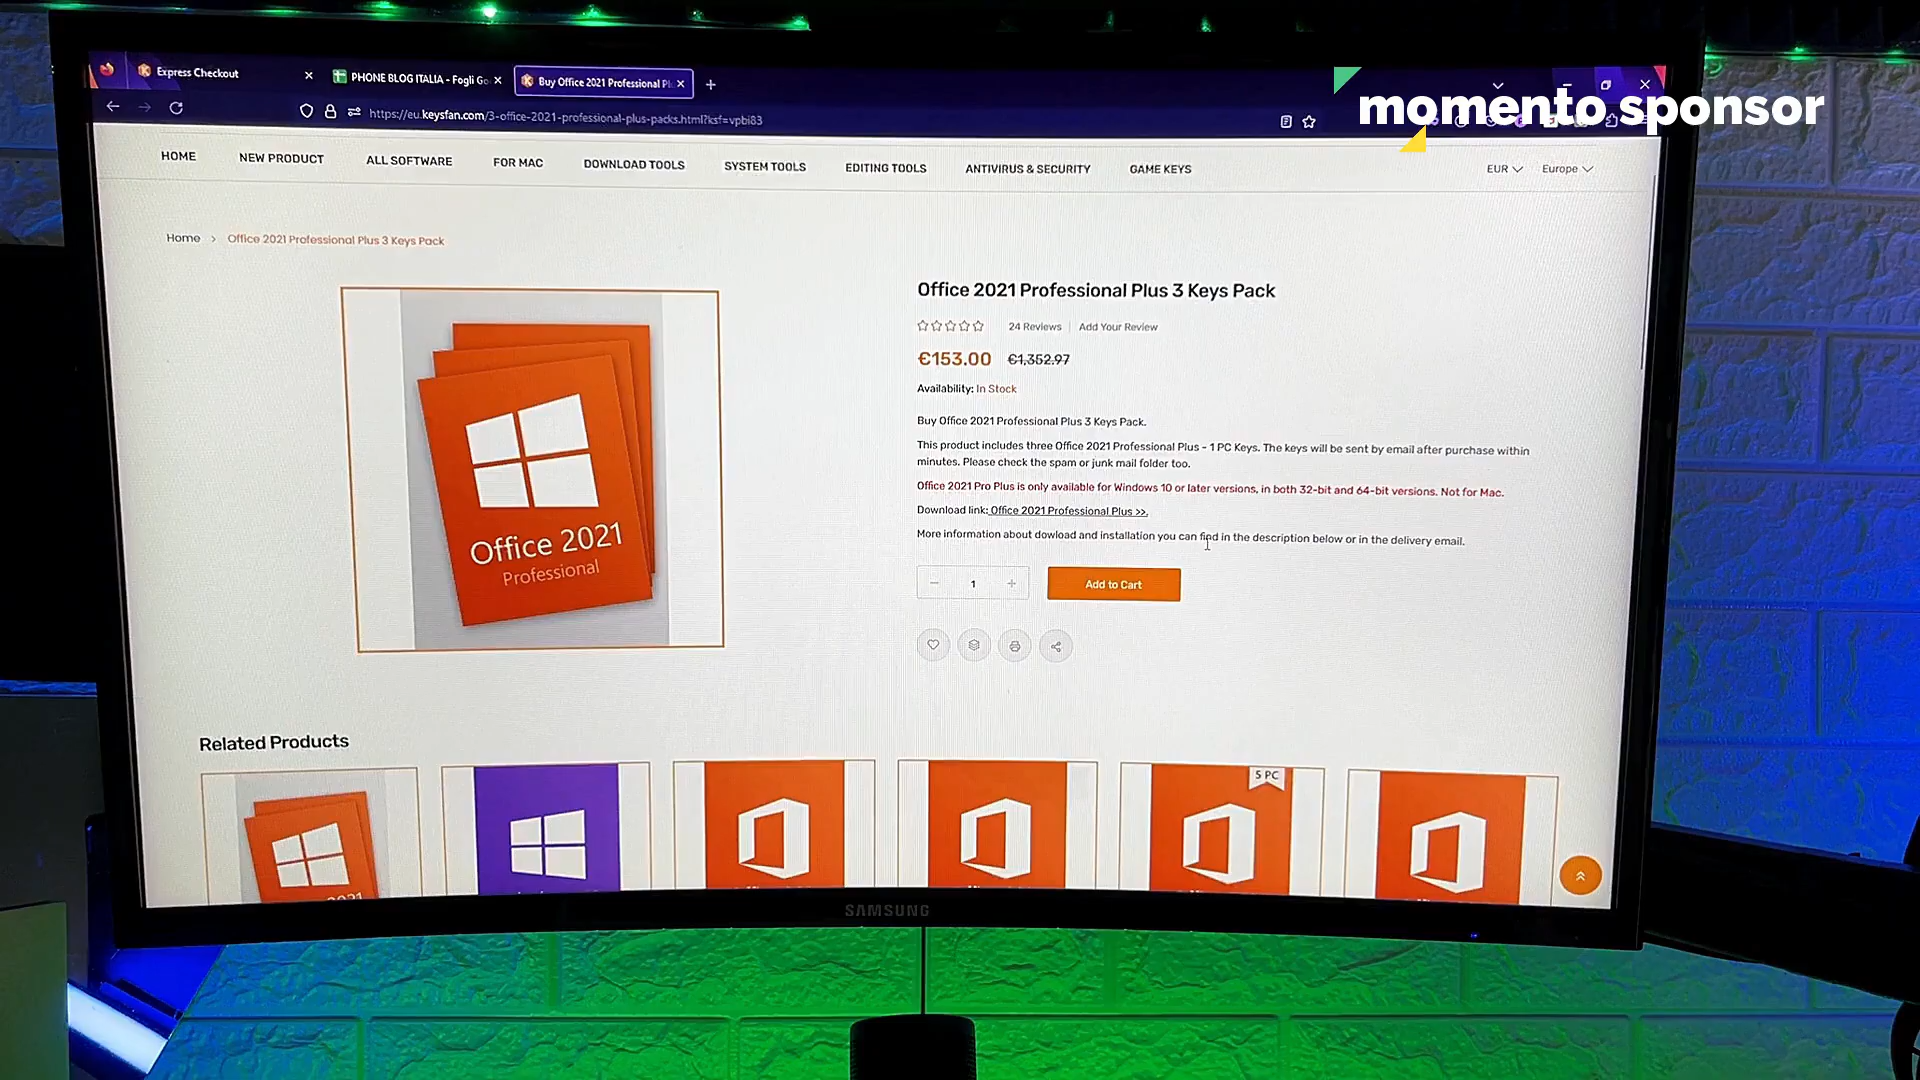 momento sponsor
Express Checkout
PHONE BLOG ITALIA - Fogli Go
Buy Office 2021 Professional Pl
https://eu.keysfan.com/3-office-2021-professional-plus-packs.html?ksf=vpbi83
HOME NEW PRODUCT ALL SOFTWARE FOR MAC DOWNLOAD TOOLS SYSTEM TOOLS EDITING TOOLS ANTIVIRUS & SECURITY GAME KEYS EUR Europe
Home > Office 2021 Professional Plus 3 Keys Pack
Office 2021
Professional
Office 2021 Professional Plus 3 Keys Pack
24 Reviews | Add Your Review
€153.00 €1,352.97
Availability: In Stock
Buy Office 2021 Professional Plus 3 Keys Pack.
This product includes three Office 2021 Professional Plus - 1 PC Keys. The keys will be sent by email after purchase within
minutes. Please check the spam or junk mail folder too.
Office 2021 Pro Plus is only available for Windows 10 or later versions, in both 32-bit and 64-bit versions. Not for Mac.
Download link: Office 2021 Professional Plus >>.
More information about dowload and installation you can find in the description below or in the delivery email.
- 1 + Add to Cart
Related Products
5 PC
SAMSUNG